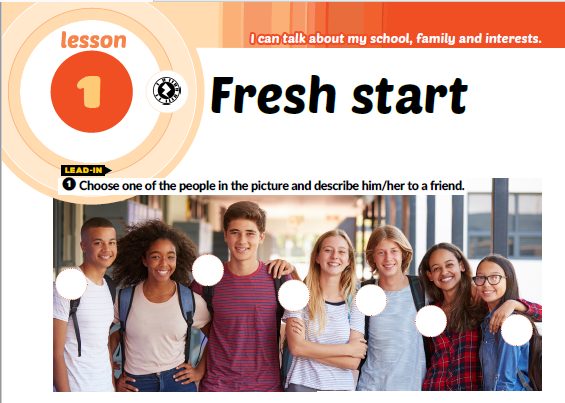 lesson
1
I can talk about my school, family and interests.
Fresh start
LEAD-IN
1 Choose one of the people in the picture and describe him/her to a friend.